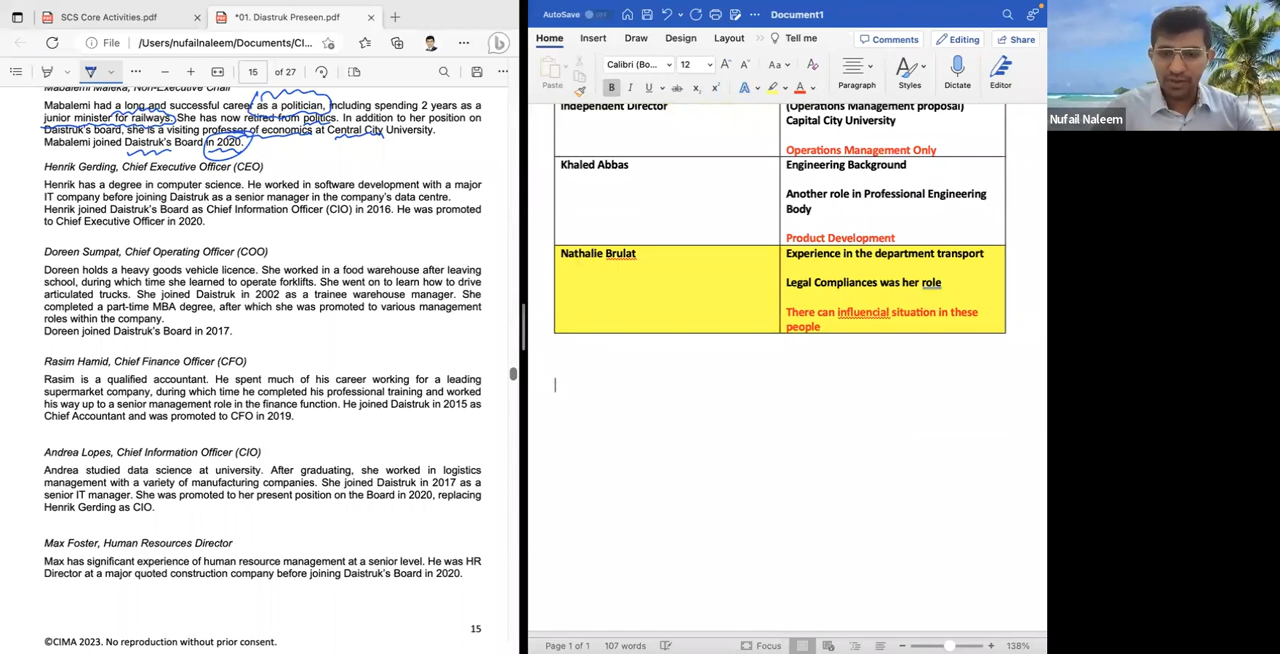 SCS Core Activities.pdf
*01. Diastruk Preseen.pdf
File
/Users/nufailnaleem/Documents/CI...
15 of 27
Mabalemi Maleka, Non-Executive Chair
Mabalemi had a long and successful career as a politician, including spending 2 years as a
junior minister for railways. She has now retired from politics. In addition to her position on
Daistruk's board, she is a visiting professor of economics at Central City University.
Mabalemi joined Daistruk's Board in 2020.
Henrik Gerding, Chief Executive Officer (CEO)
Henrik has a degree in computer science. He worked in software development with a major
IT company before joining Daistruk as a senior manager in the company's data centre.
Henrik joined Daistruk's Board as Chief Information Officer (CIO) in 2016. He was promoted
to Chief Executive Officer in 2020.
Doreen Sumpat, Chief Operating Officer (COO)
Doreen holds a heavy goods vehicle licence. She worked in a food warehouse after leaving
school, during which time she learned to operate forklifts. She went on to learn how to drive
articulated trucks. She joined Daistruk in 2002 as a trainee warehouse manager. She
completed a part-time MBA degree, after which she was promoted to various management
roles within the company.
Doreen joined Daistruk's Board in 2017.
Rasim Hamid, Chief Finance Officer (CFO)
Rasim is a qualified accountant. He spent much of his career working for a leading
supermarket company, during which time he completed his professional training and worked
his way up to a senior management role in the finance function. He joined Daistruk in 2015 as
Chief Accountant and was promoted to CFO in 2019.
Andrea Lopes, Chief Information Officer (CIO)
Andrea studied data science at university. After graduating, she worked in logistics
management with a variety of manufacturing companies. She joined Daistruk in 2017 as a
senior IT manager. She was promoted to her present position on the Board in 2020, replacing
Henrik Gerding as CIO.
Max Foster, Human Resources Director
Max has significant experience of human resource management at a senior level. He was HR
Director at a major quoted construction company before joining Daistruk's Board in 2020.
15
©CIMA 2023. No reproduction without prior consent.
AutoSave OFF
Document1
Home Insert Draw Design Layout >> Tell me
Comments Editing Share
Calibri (Bo... 12
Paste
Paragraph Styles Dictate Editor
Independent Director
(Operations Management proposal)
Capital City University
Operations Management Only
Khaled Abbas
Engineering Background
Another role in Professional Engineering
Body
Product Development
Nathalie Brulat
Experience in the department transport
Legal Compliances was her role
There can influencial situation in these
people
Page 1 of 1 107 words
Focus
138%
Nufail Naleem